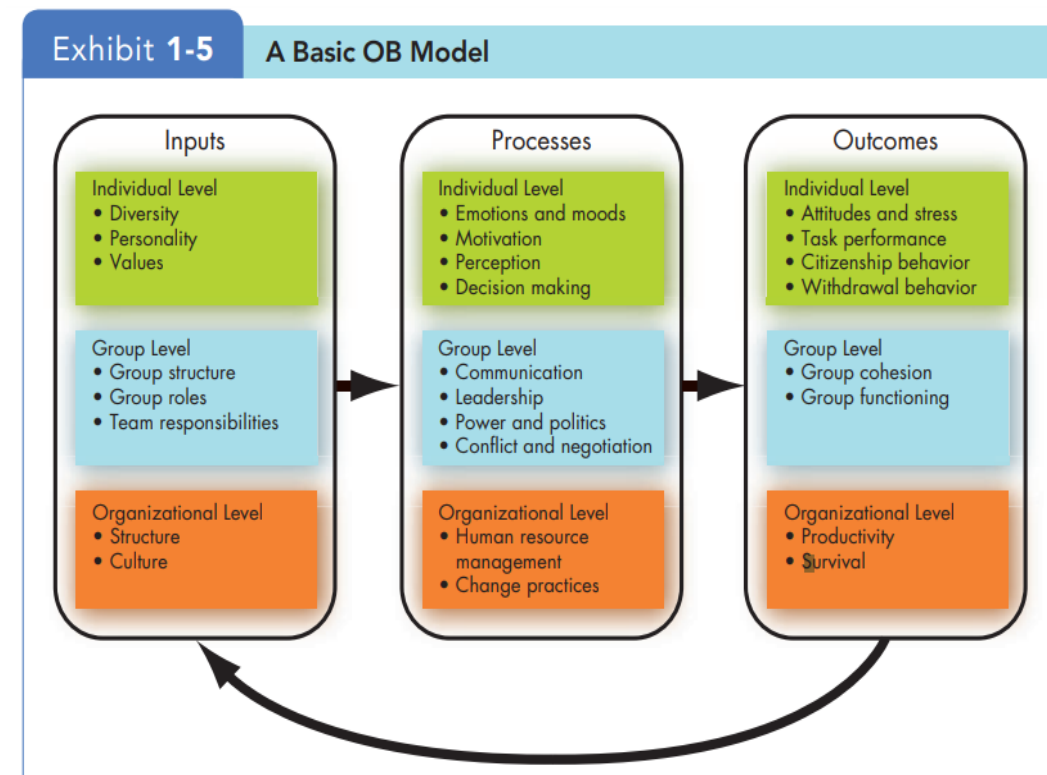 Exhibit 1-5
A Basic OB Model
Inputs
Individual Level
• Diversity
• Personality
• Values
Group Level
• Group structure
• Group roles
• Team responsibilities
Organizational Level
• Structure
• Culture
Processes
Individual Level
• Emotions and moods
• Motivation
• Perception
• Decision making
Group Level
• Communication
• Leadership
• Power and politics
• Conflict and negotiation
Organizational Level
• Human resource
management
• Change practices
Outcomes
Individual Level
• Attitudes and stress
• Task performance
• Citizenship behavior
• Withdrawal behavior
Group Level
• Group cohesion
• Group functioning
Organizational Level
• Productivity
• Survival